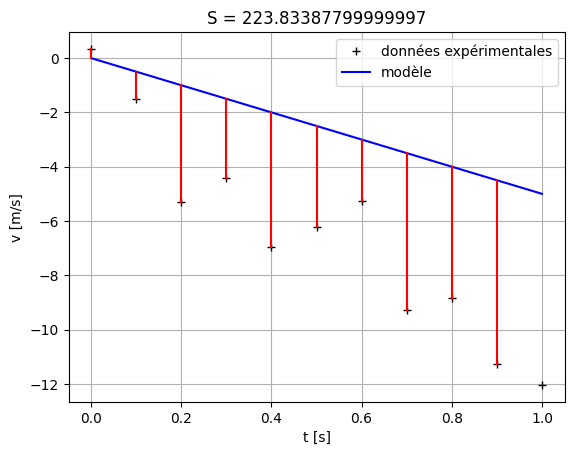 S = 223.83387799999997
données expérimentales
modèle
0
−2
−4
−6
−8
−10
−12
v [m/s]
0.0 0.2 0.4 0.6 0.8 1.0
t [s]